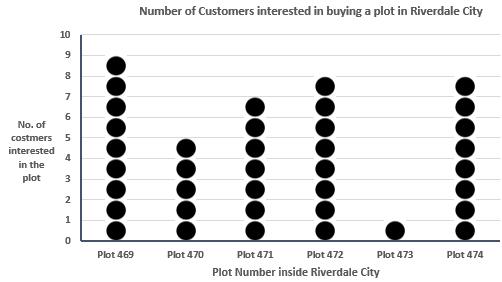 Number of Customers interested in buying a plot in Riverdale City
10
9
8
7
6
5
4
3
2
1
0
No. of
costmers
interested
in the
plot
Plot 469 Plot 470 Plot 471 Plot 472 Plot 473 Plot 474
Plot Number inside Riverdale City